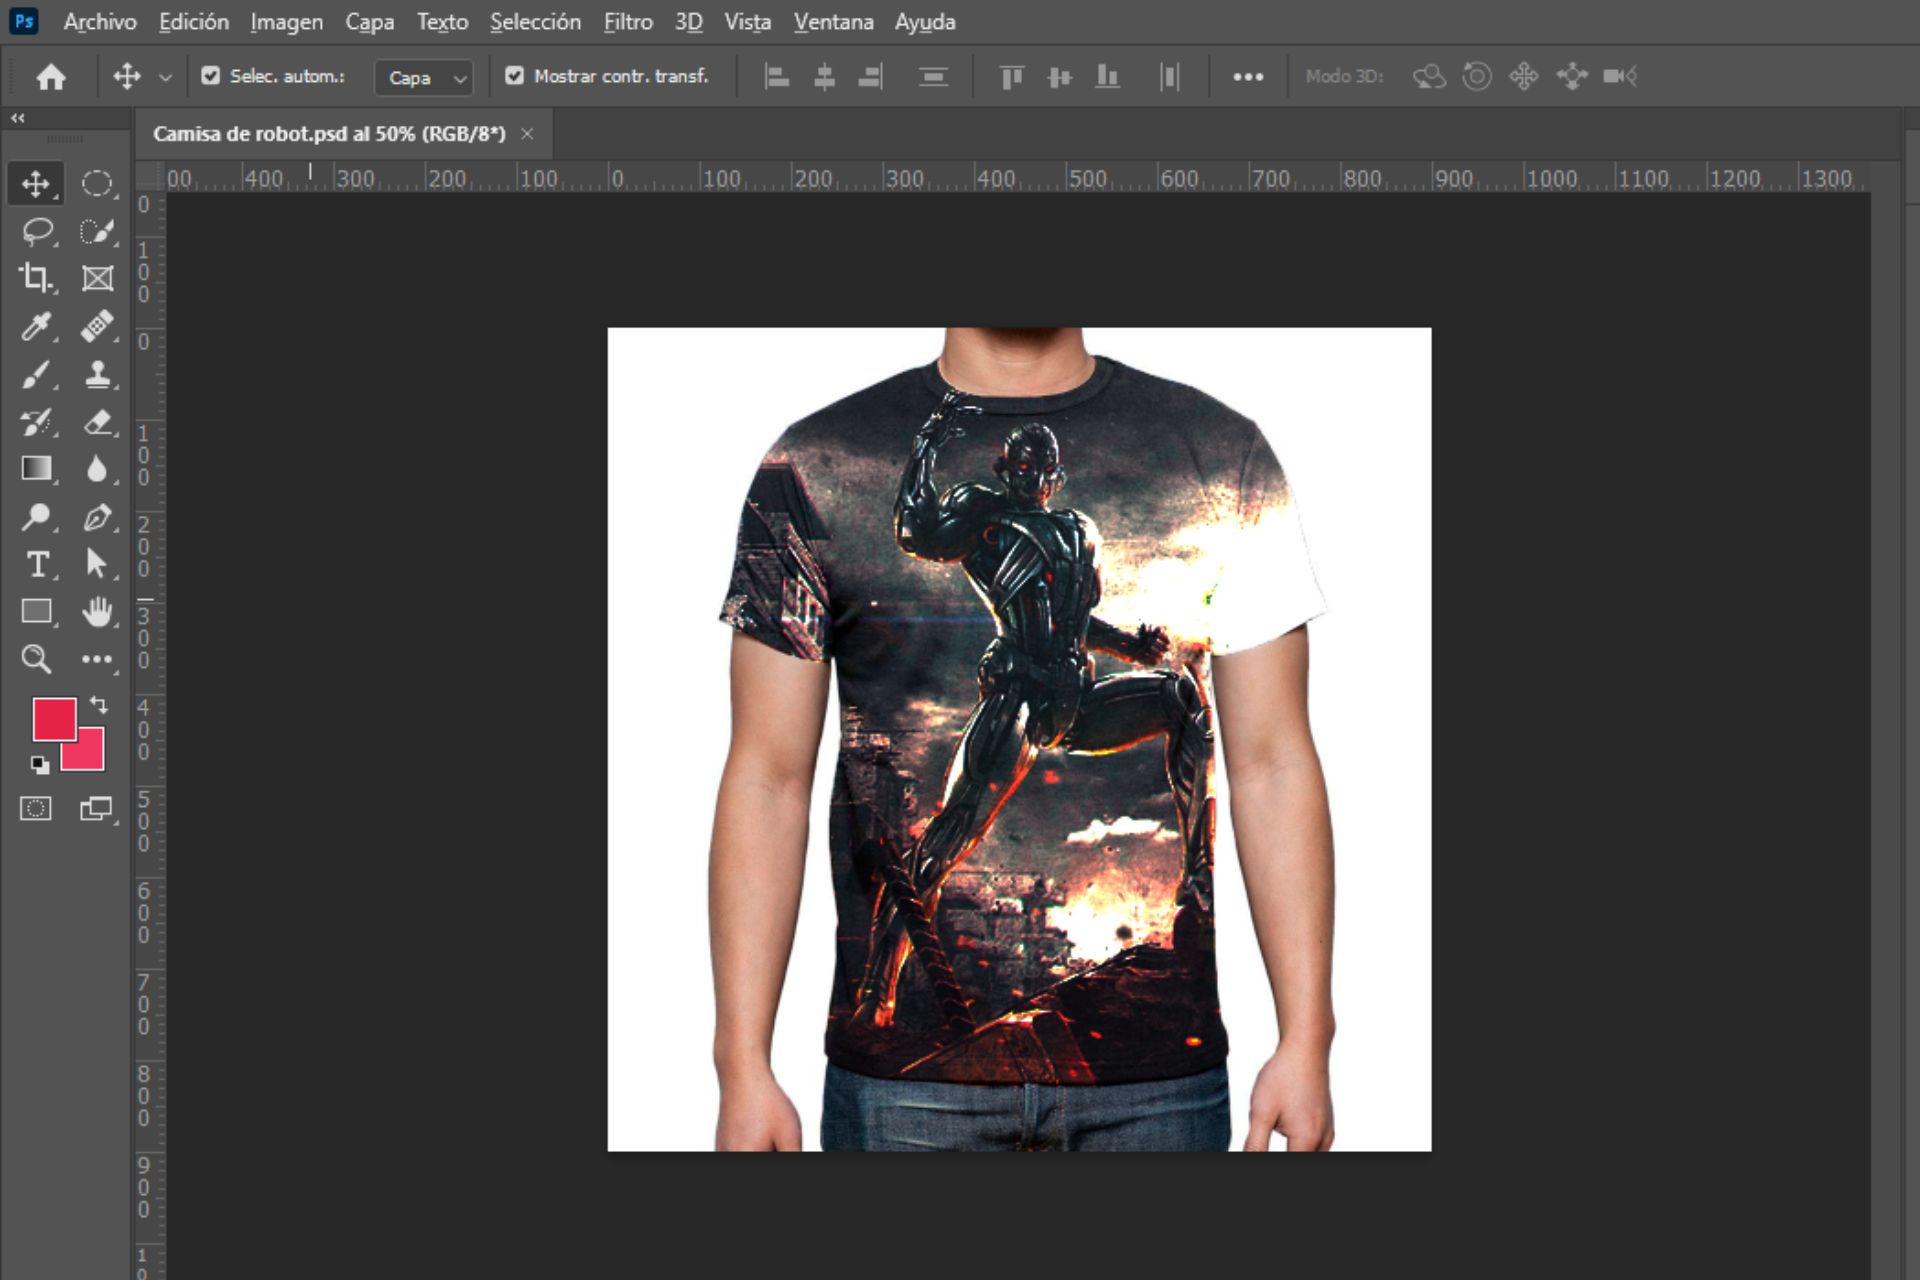 Ps Archivo Edición Imagen Capa Texto Selección Filtro 3D Vista Ventana Ayuda
Selec. autom.: Capa Mostrar contr. transf. Modo 3D:
Camisa de robot.psd al 50% (RGB/8*)
00 400 300 200 100 0 100 200 300 400 500 600 700 800 900 1000 1100 1200 1300
0
100
0
100
200
300
400
500
600
700
800
900
10
T